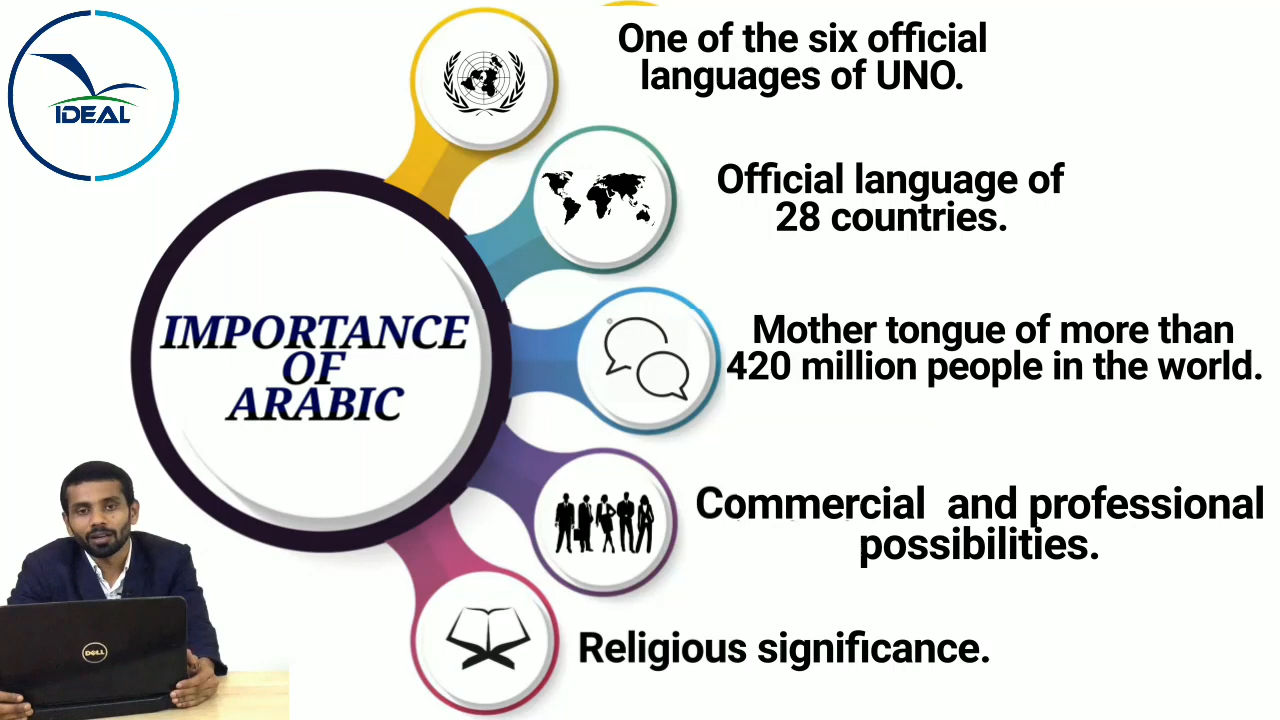 IDEAL
One of the six official
languages of UNO.
Official language of
28 countries.
IMPORTANCE
OF
ARABIC
Mother tongue of more than
420 million people in the world.
Commercial and professional
possibilities.
Religious significance.
DELL